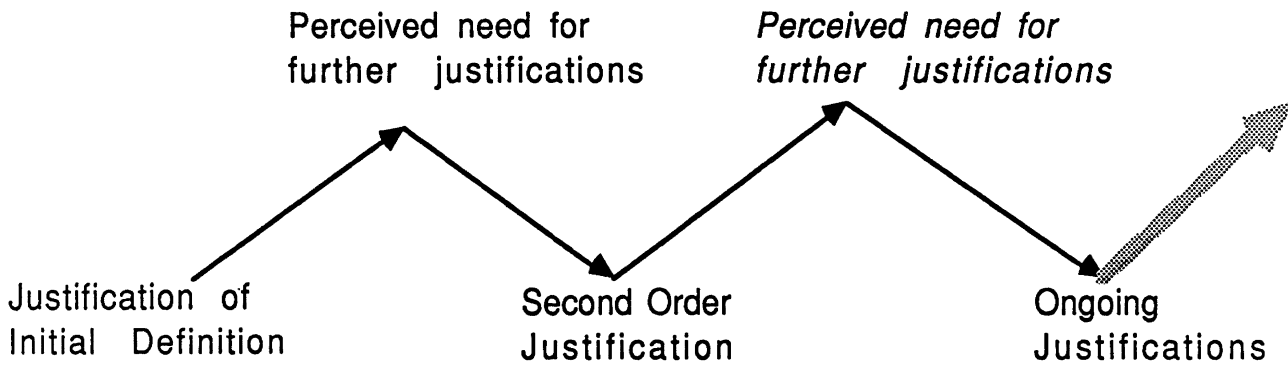 Perceived need for
further justifications
Perceived need for
further justifications
Justification of
Initial Definition
Second Order
Justification
Ongoing
Justifications